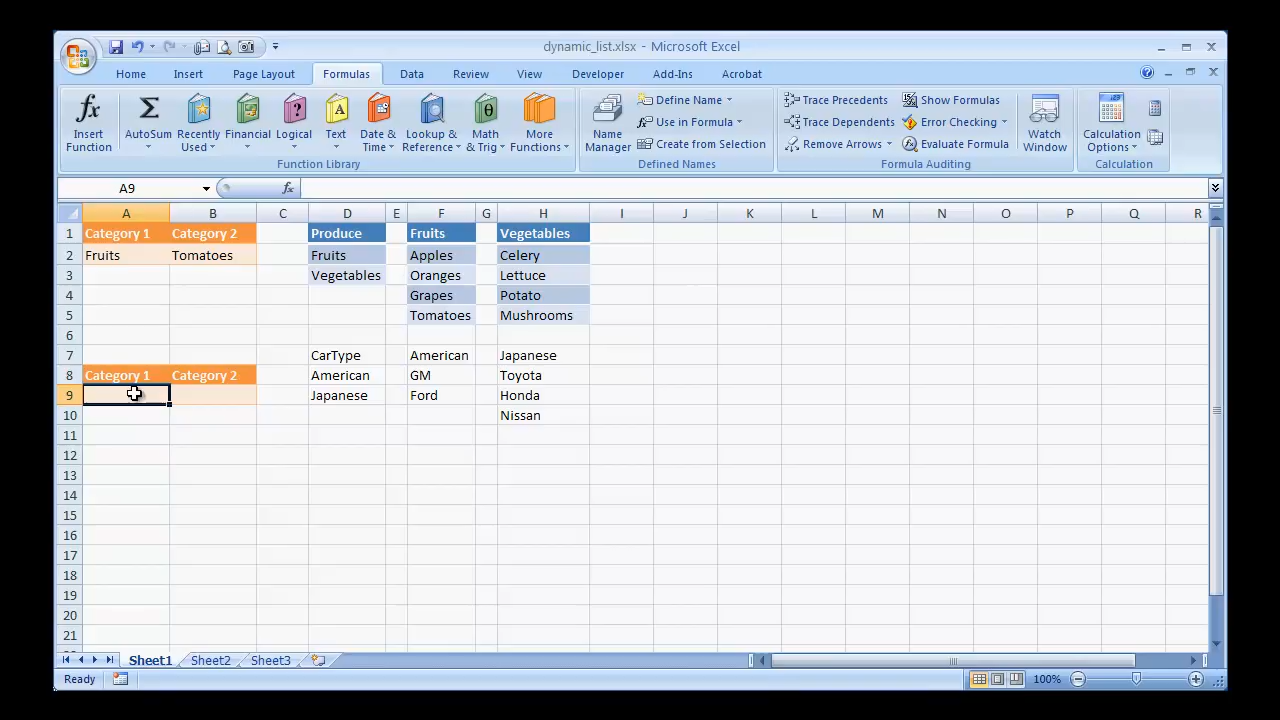 dynamic_list.xlsx - Microsoft Excel
Home Insert Page Layout Formulas Data Review View Developer Add-Ins Acrobat
Insert Function
AutoSum
Recently Used
Financial
Logical
Text
Date & Time
Lookup & Reference
Math & Trig
More Functions
Function Library
Name Manager
Define Name
Use in Formula
Create from Selection
Defined Names
Trace Precedents
Trace Dependents
Remove Arrows
Show Formulas
Error Checking
Evaluate Formula
Formula Auditing
Watch Window
Calculation Options
Calculation
A9 fx
A B C D E F G H I J K L M N O P Q R
1 Category 1 Category 2 Produce Fruits Vegetables
2 Fruits Tomatoes Fruits Apples Celery
3 Vegetables Oranges Lettuce
4 Grapes Potato
5 Tomatoes Mushrooms
6
7 CarType American Japanese
8 Category 1 Category 2 American GM Toyota
9 Japanese Ford Honda
10 Nissan
11
12
13
14
15
16
17
18
19
20
21
Sheet1 Sheet2 Sheet3
Ready 100%